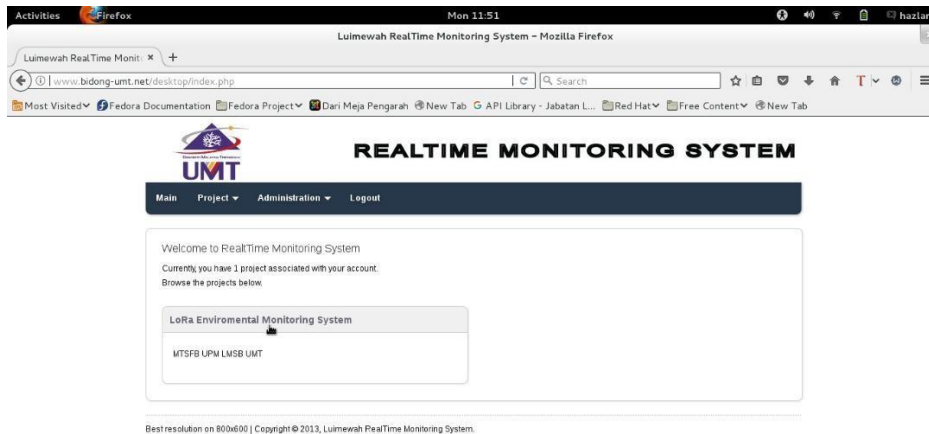 Activities Firefox Mon 11:51 hazlar
Luimewah RealTime Monitoring System – Mozilla Firefox
Luimewah RealTime Monit
www.bidong-umt.net/desktop/index.php Search
Most Visited Fedora Documentation Fedora Project Dari Meja Pengarah New Tab API Library - Jabatan L... Red Hat Free Content New Tab
UMT
REALTIME MONITORING SYSTEM
Main Project Administration Logout
Welcome to RealTime Monitoring System
Currently, you have 1 project associated with your account.
Browse the projects below.
LoRa Enviromental Monitoring System
MTSFB UPM LMSB UMT
Best resolution on 800x600 | Copyright © 2013, Luimewah RealTime Monitoring System.